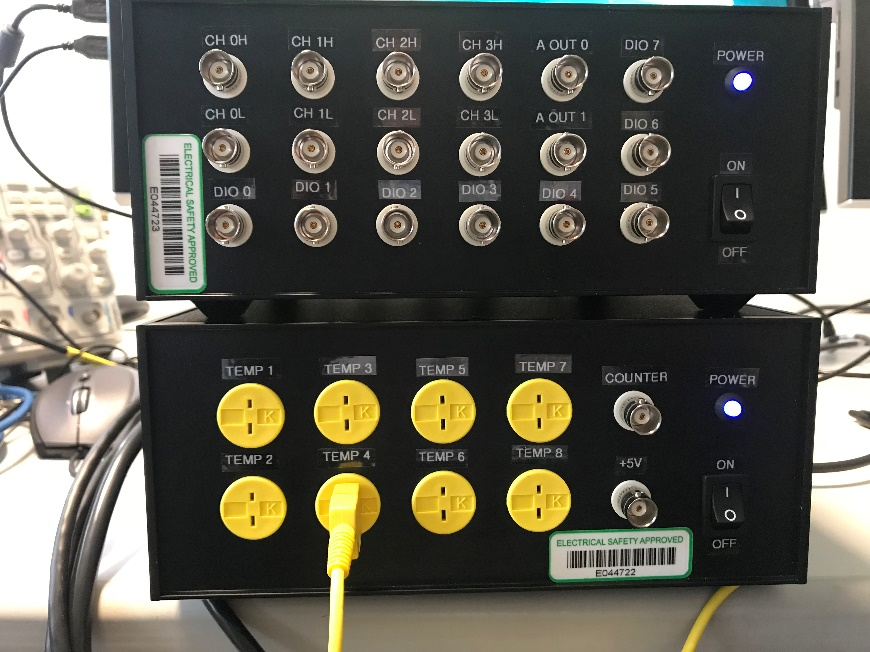 CH 0H
CH 1H
CH 2H
CH 3H
A OUT 0
DIO 7
POWER
CH 0L
CH 1L
CH 2L
CH 3L
A OUT 1
DIO 6
ON
I
O
OFF
DIO 0
DIO 1
DIO 2
DIO 3
DIO 4
DIO 5
ELECTRICAL SAFETY APPROVED
E044723
TEMP 1
TEMP 3
TEMP 5
TEMP 7
COUNTER
POWER
K
K
K
K
TEMP 2
TEMP 4
TEMP 6
TEMP 8
+5V
ON
I
O
OFF
K
K
K
K
ELECTRICAL SAFETY APPROVED
E044722